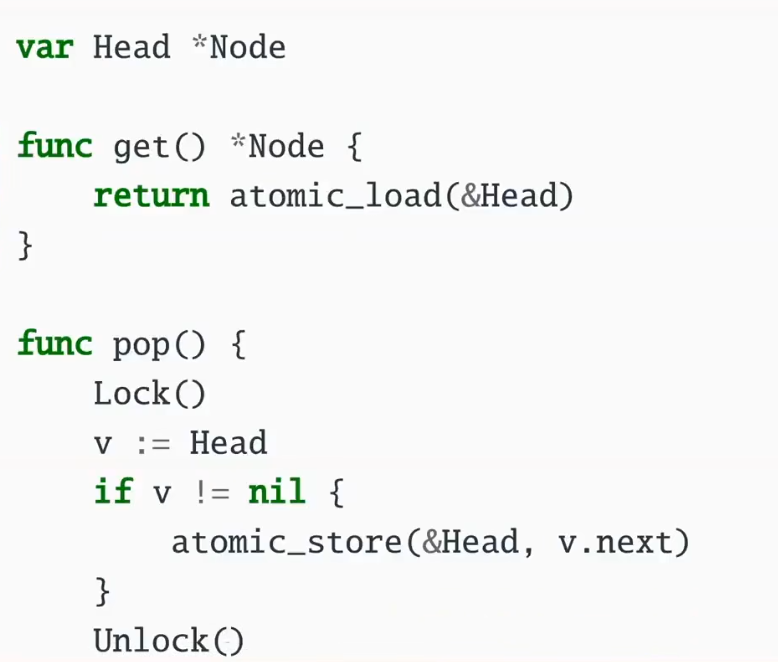 var Head *Node
func get() *Node {
    return atomic_load(&Head)
}
func pop() {
    Lock()
    v := Head
    if v != nil {
        atomic_store(&Head, v.next)
    }
    Unlock()